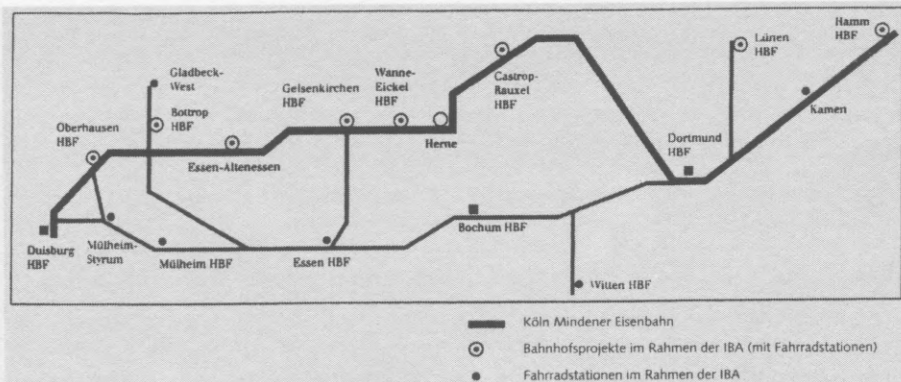 Gladbeck-
West
Bottrop
HBF
Oberhausen
HBF
Essen-Altenessen
Gelsenkirchen
HBF
Wanne-
Eickel
HBF
Herne
Castrop-
Rauxel
HBF
Dortmund
HBF
Lünen
HBF
Hamm
HBF
Kamen
Duisburg
HBF
Mülheim-
Styrum
Mülheim HBF
Essen HBF
Bochum HBF
Witten HBF
Köln Mindener Eisenbahn
Bahnhofsprojekte im Rahmen der IBA (mit Fahrradstationen)
Fahrradstationen im Rahmen der IBA